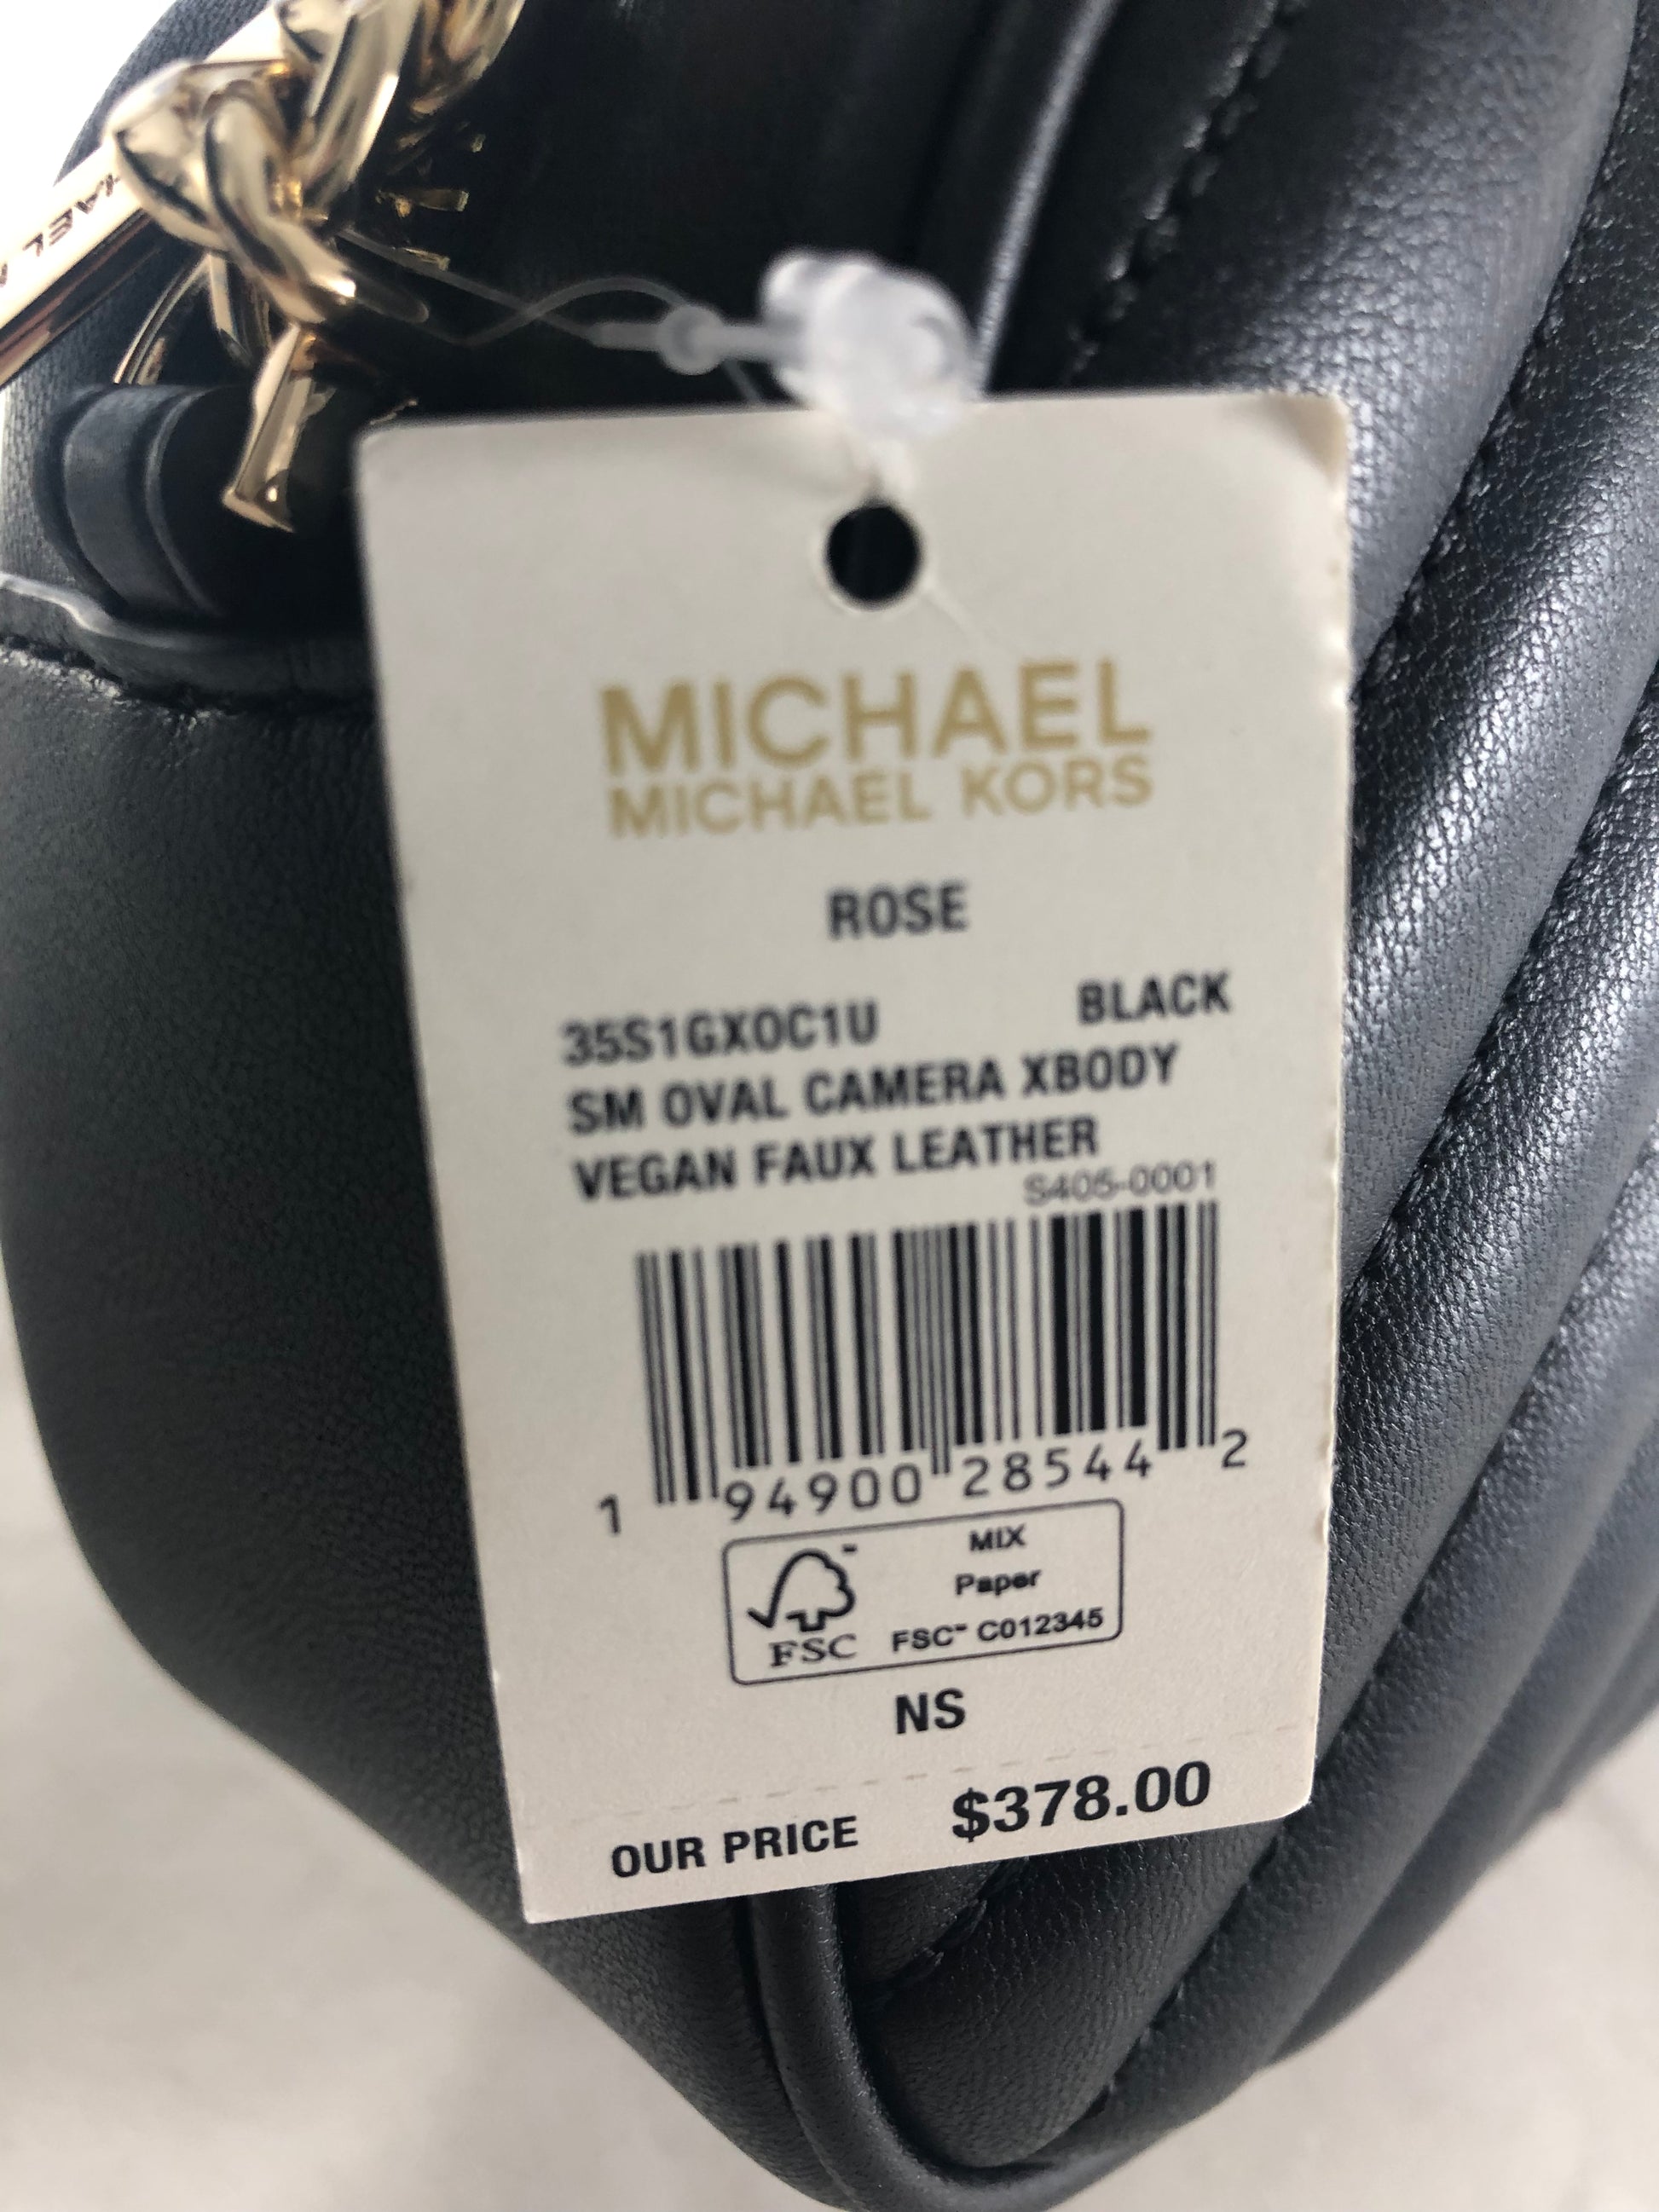 MICHAEL
MICHAEL KORS
ROSE
35S1GXOC1U BLACK
SM OVAL CAMERA XBODY
VEGAN FAUX LEATHER
S405-0001
1 94900 28544 2
MIX
Paper
FSC FSC™ C012345
NS
OUR PRICE $378.00